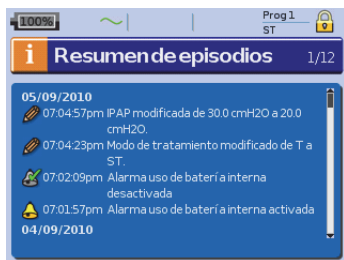 100%
Prog 1
ST
i Resumen de episodios 1/12
05/09/2010
07:04:57pm IPAP modificada de 30.0 cmH2O a 20.0
cmH2O.
07:04:23pm Modo de tratamiento modificado de T a
ST.
07:02:09pm Alarma uso de batería interna
desactivada
07:01:57pm Alarma uso de batería interna activada
04/09/2010